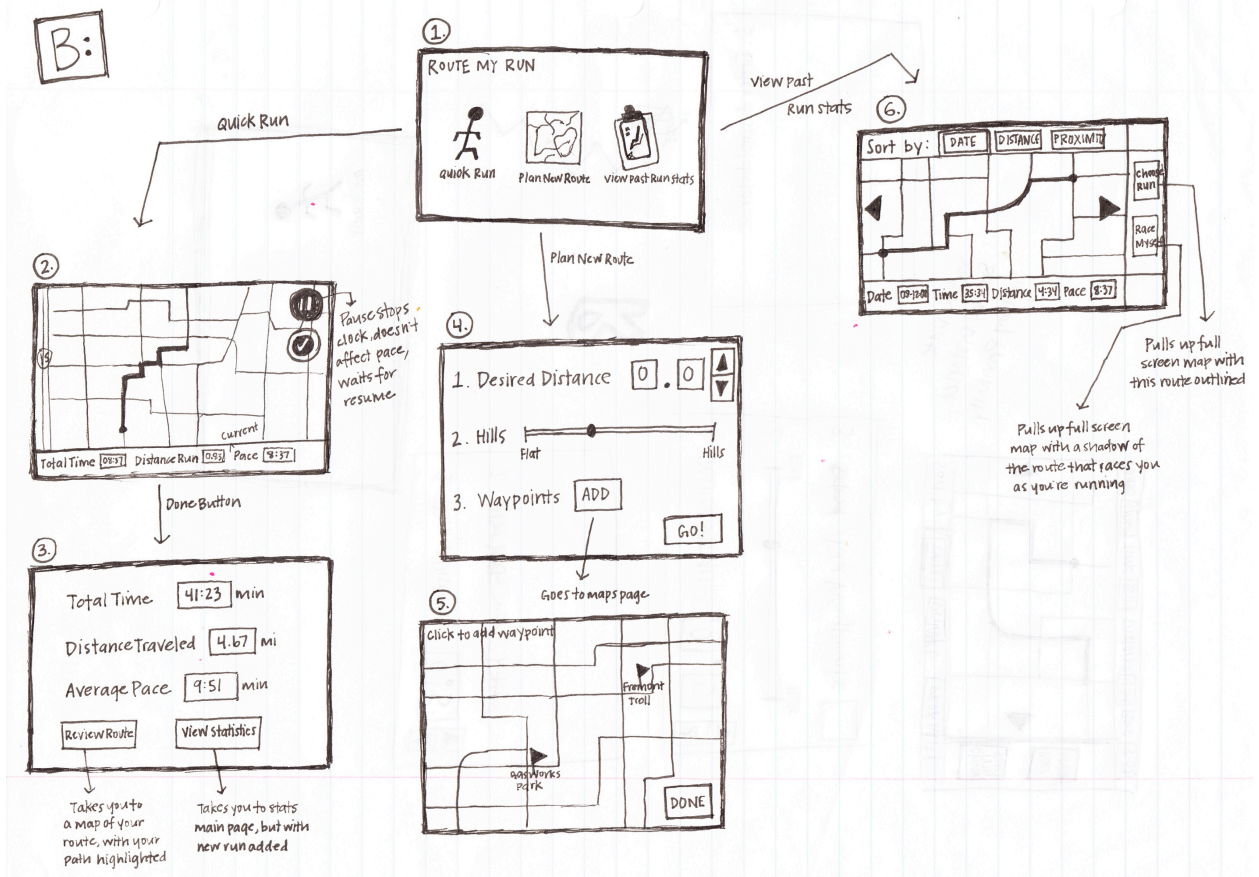 B:
1.
ROUTE MY RUN
Quick Run
Plan New Route
View Past Run Stats
Quick Run
Plan New Route
View Past
Run Stats
2.
15
Total Time 08:37 Distance Run 0.93 Pace 8:37
Current
Pause stops
clock, doesn't
affect pace,
waits for
resume
Done Button
3.
Total Time 41:23 min
Distance Traveled 4.67 mi
Average Pace 9:51 min
Review Route View Statistics
Takes you to
a map of your
route, with your
path highlighted
Takes you to stats
main page, but with
new run added
4.
1. Desired Distance 0.0
2. Hills
Flat Hills
3. Waypoints ADD
GO!
Goes to maps page
5.
Click to add waypoint
Fremont
Troll
Gas Works
Park
DONE
6.
Sort by: DATE DISTANCE PROXIMITY
Choose
Run
Race
Myself
Date Time 35:34 Distance 4:34 Pace 8:37
Pulls up full
screen map with
this route outlined
Pulls up full screen
map with a shadow of
the route that races you
as you're running